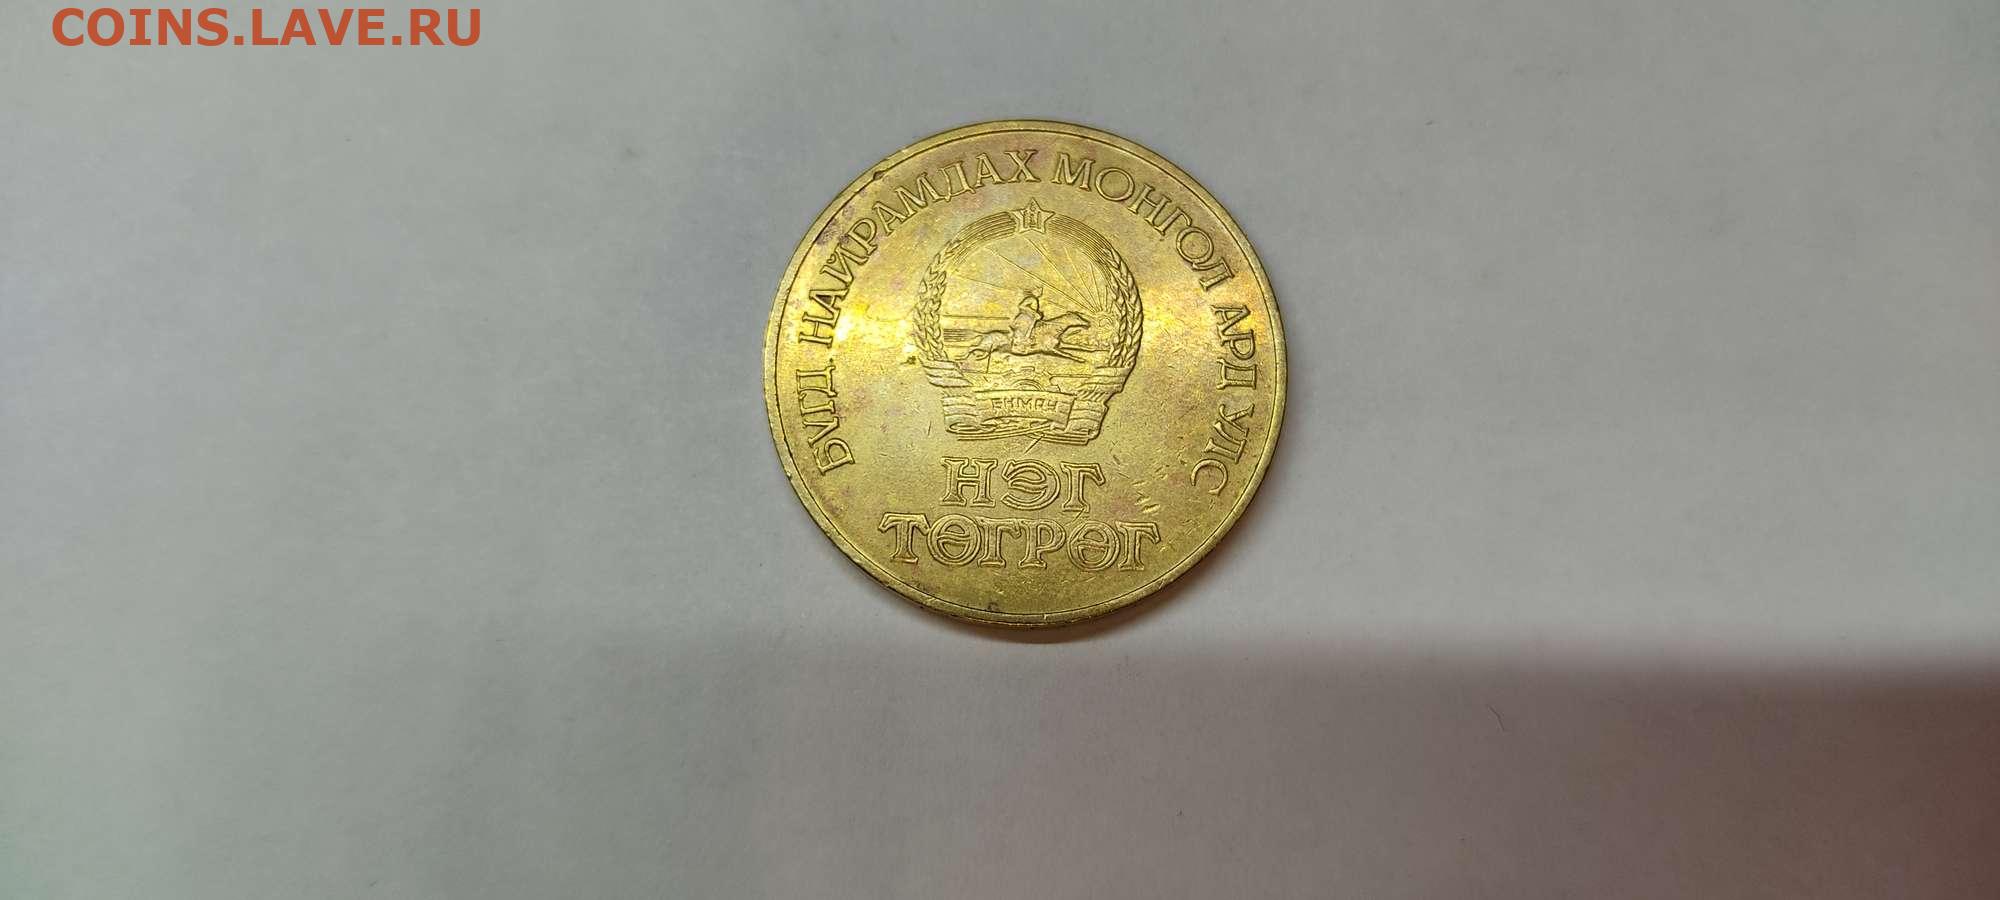 COINS.LAVE.RU
БҮГД НАЙРАМДАХ МОНГОЛ АРД УЛС
БНМАУ
НЭГ
ТӨГРӨГ